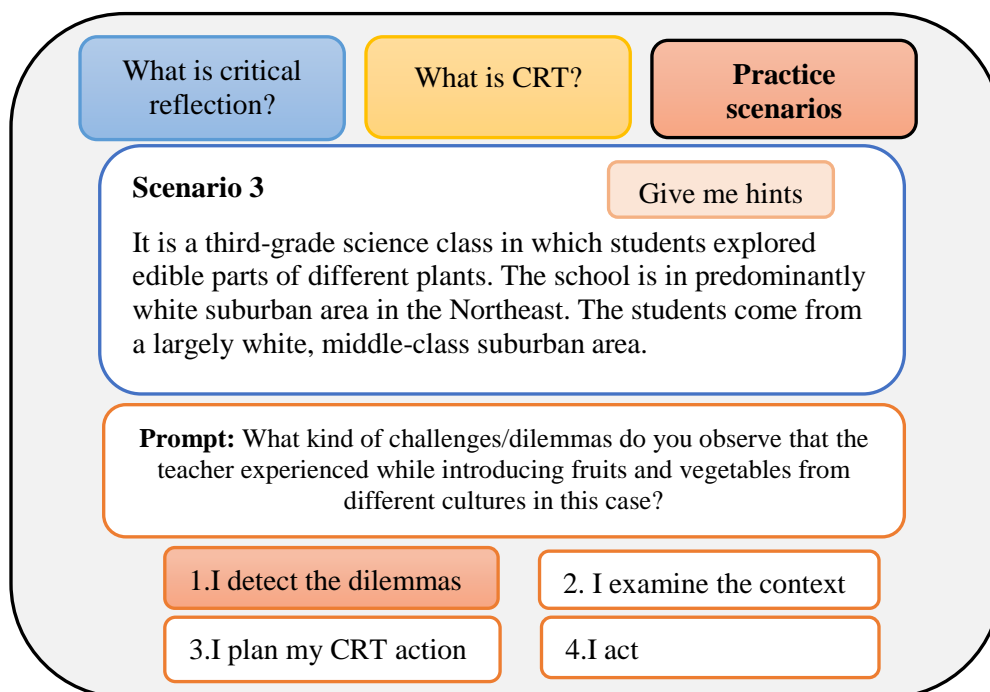 What is critical
reflection?
What is CRT?
Practice
scenarios
Scenario 3
Give me hints
It is a third-grade science class in which students explored
edible parts of different plants. The school is in predominantly
white suburban area in the Northeast. The students come from
a largely white, middle-class suburban area.
Prompt: What kind of challenges/dilemmas do you observe that the
teacher experienced while introducing fruits and vegetables from
different cultures in this case?
1.I detect the dilemmas
2. I examine the context
3.I plan my CRT action
4.I act